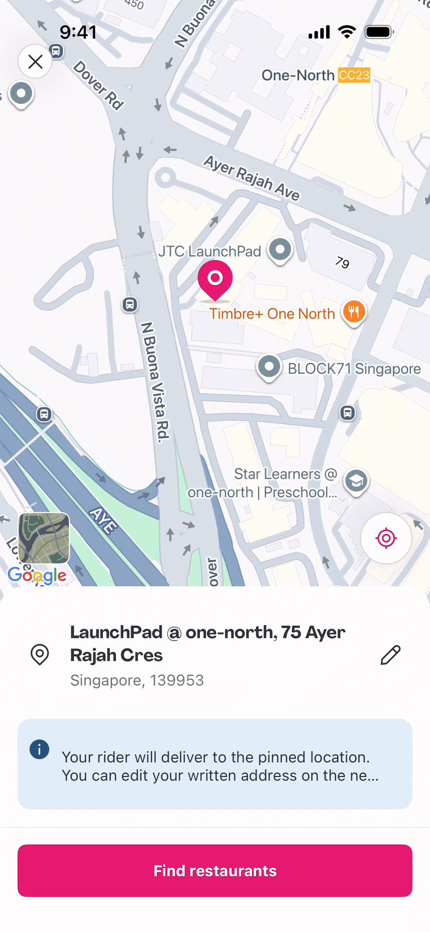 9:41
450
N Buona
Dover Rd
One-North CC23
s
Ayer Rajah Ave
JTC LaunchPad
79
Timbre+ One North
N Buona Vista Rd.
BLOCK71 Singapore
Star Learners @
one-north | Preschool...
AYE
Lo
over
Google
LaunchPad @ one-north, 75 Ayer
Rajah Cres
Singapore, 139953
Your rider will deliver to the pinned location.
You can edit your written address on the ne...
Find restaurants